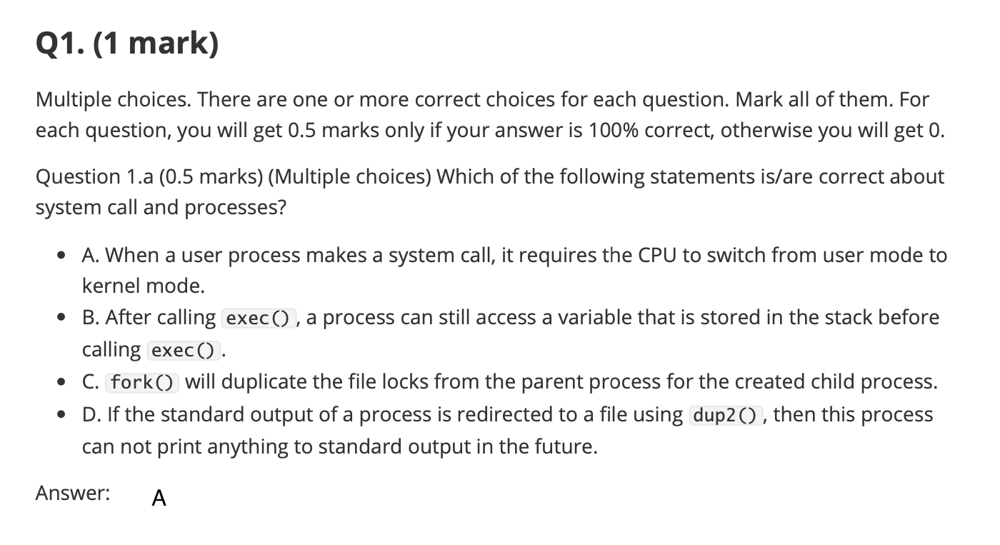 Q1. (1 mark)
Multiple choices. There are one or more correct choices for each question. Mark all of them. For
each question, you will get 0.5 marks only if your answer is 100% correct, otherwise you will get 0.
Question 1.a (0.5 marks) (Multiple choices) Which of the following statements is/are correct about
system call and processes?
• A. When a user process makes a system call, it requires the CPU to switch from user mode to
kernel mode.
• B. After calling exec(), a process can still access a variable that is stored in the stack before
calling exec().
• C. fork() will duplicate the file locks from the parent process for the created child process.
• D. If the standard output of a process is redirected to a file using dup2(), then this process
can not print anything to standard output in the future.
Answer: A